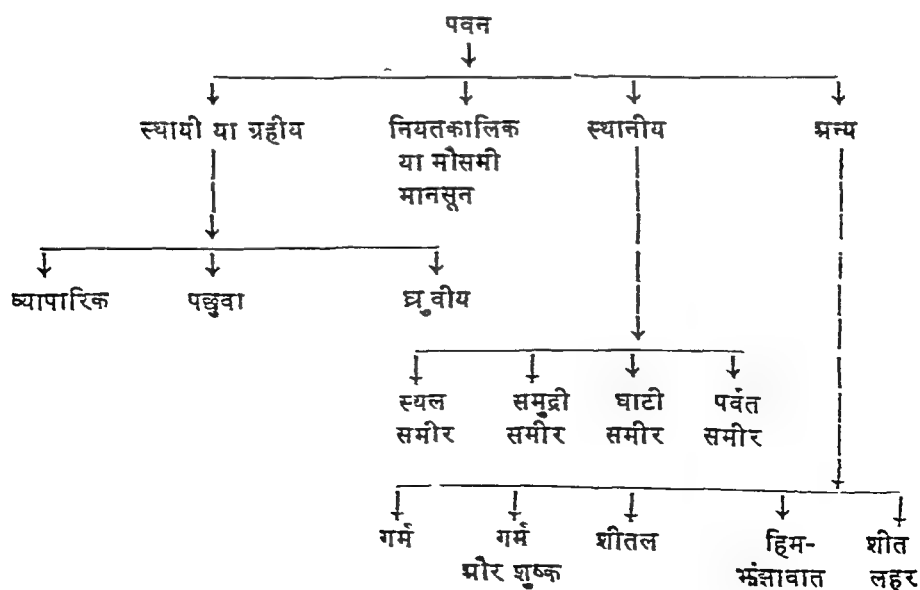 पवन
स्थायी या ग्रहीय
नियतकालिक
या मौसमी
मानसून
स्थानीय
अन्य
व्यापारिक
पछुवा
ध्रुवीय
स्थल
समीर
समुद्री
समीर
घाटी
समीर
पर्वत
समीर
गर्म
गर्म
और शुष्क
शीतल
हिम-
झंझावात
शीत
लहर